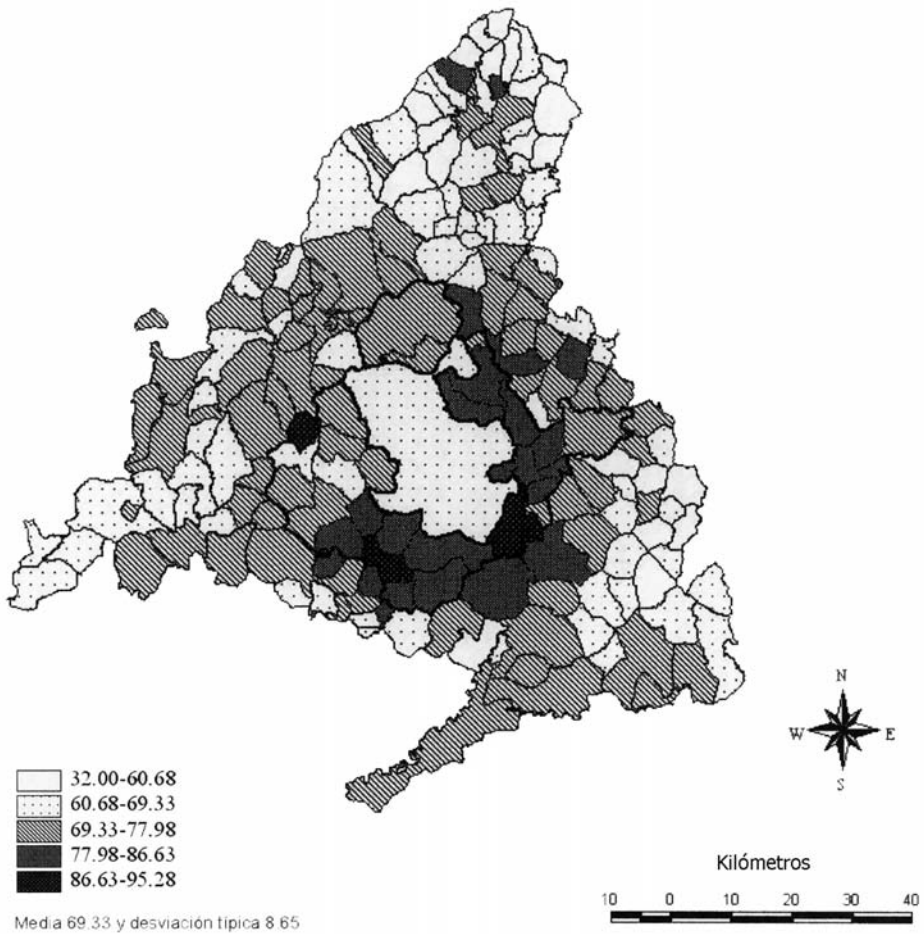 N
W E
S
32.00-60.68
60.68-69.33
69.33-77.98
77.98-86.63
86.63-95.28
Media 69.33 y desviación típica 8.65
Kilómetros
10 0 10 20 30 40